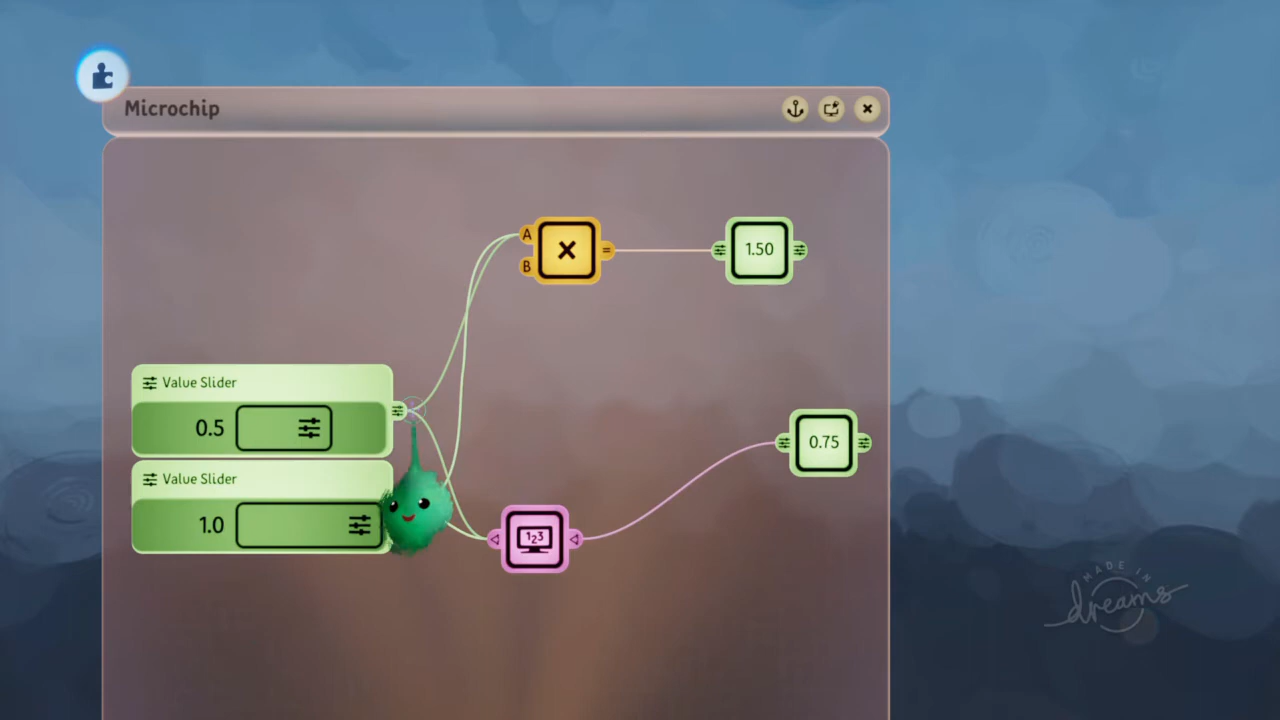 Microchip
A
B
=
1.50
Value Slider
0.5
0.75
Value Slider
1.0
123
MADE IN
dreams